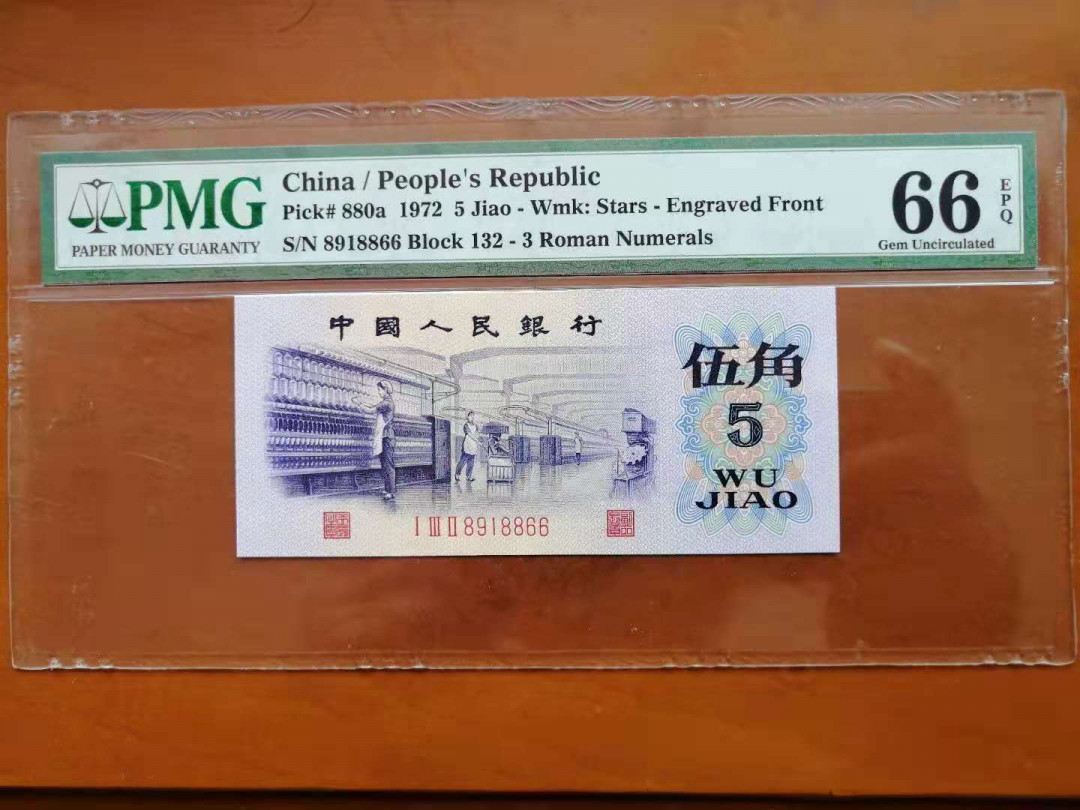 PMG
PAPER MONEY GUARANTY
China / People's Republic
Pick# 880a 1972 5 Jiao - Wmk: Stars - Engraved Front
S/N 8918866 Block 132 - 3 Roman Numerals
66
EPQ
Gem Uncirculated
中國人民銀行
伍角
5
WU
JIAO
I III II 8918866